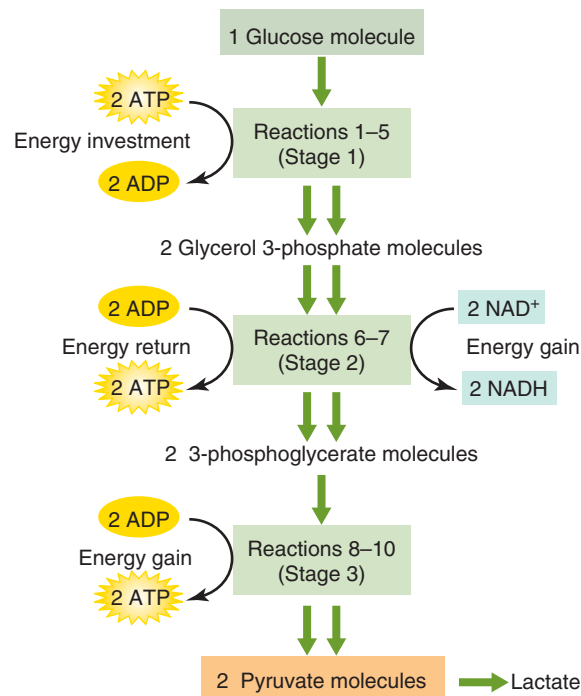 1 Glucose molecule
2 ATP
Energy investment
2 ADP
Reactions 1–5
(Stage 1)
2 Glycerol 3-phosphate molecules
2 ADP
Energy return
2 ATP
Reactions 6–7
(Stage 2)
2 NAD⁺
Energy gain
2 NADH
2 3-phosphoglycerate molecules
2 ADP
Energy gain
2 ATP
Reactions 8–10
(Stage 3)
2 Pyruvate molecules
Lactate